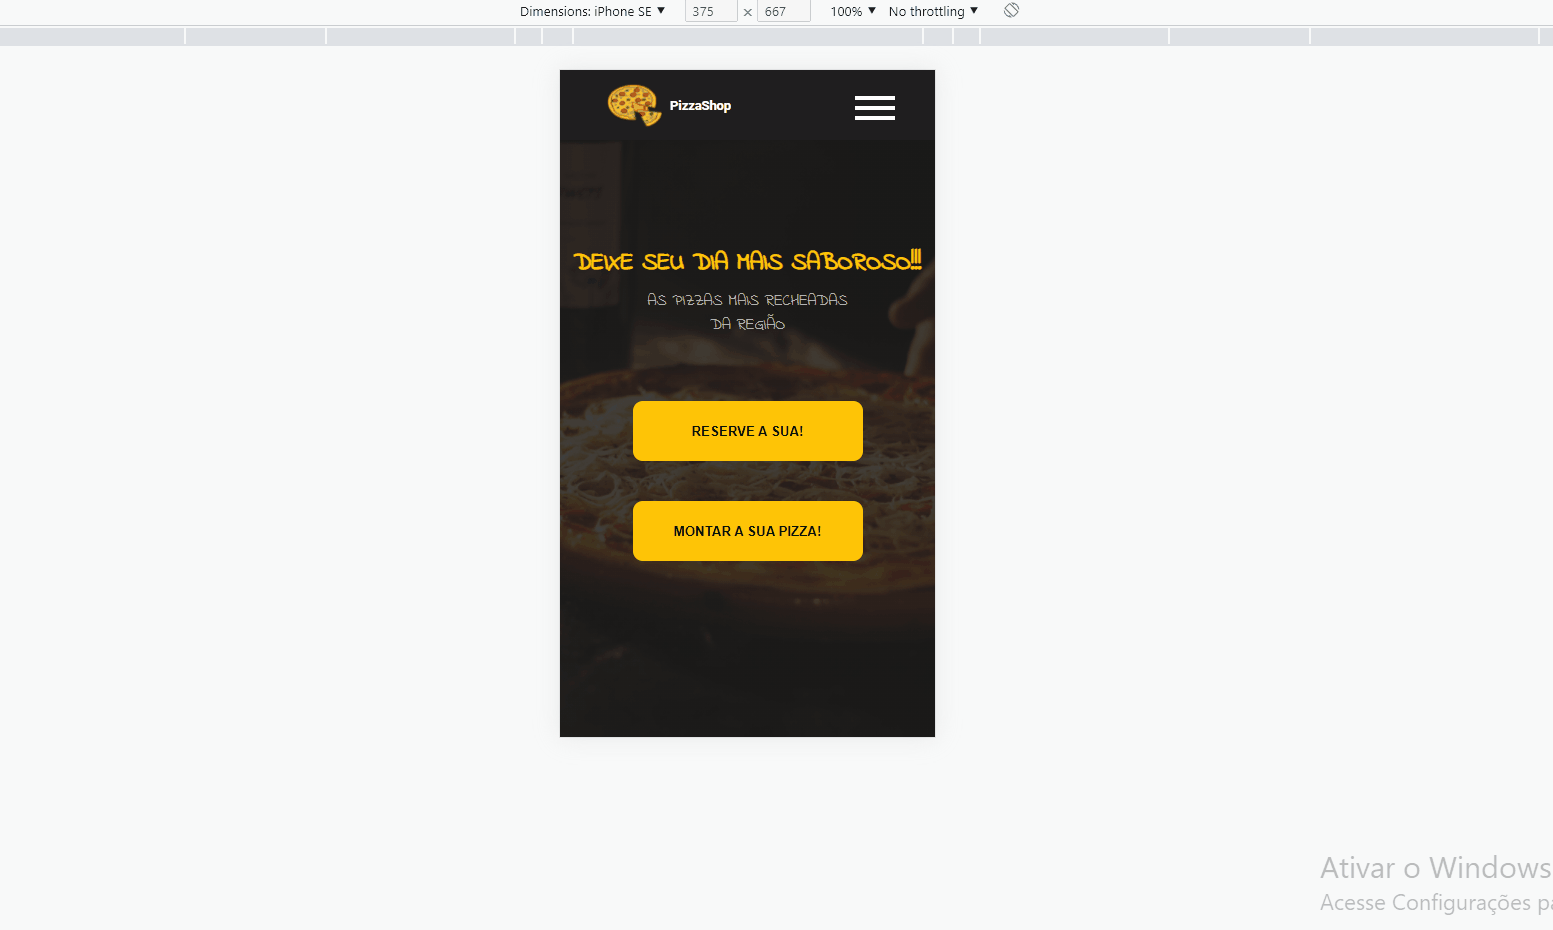 Dimensions: iPhone SE ▼ 375 × 667 100% ▼ No throttling ▼
PizzaShop
DEIXE SEU DIA MAIS SABOROSO!!!
AS PIZZAS MAIS RECHEADAS
DA REGIÃO
RESERVE A SUA!
MONTAR A SUA PIZZA!
Ativar o Windows
Acesse Configurações pa